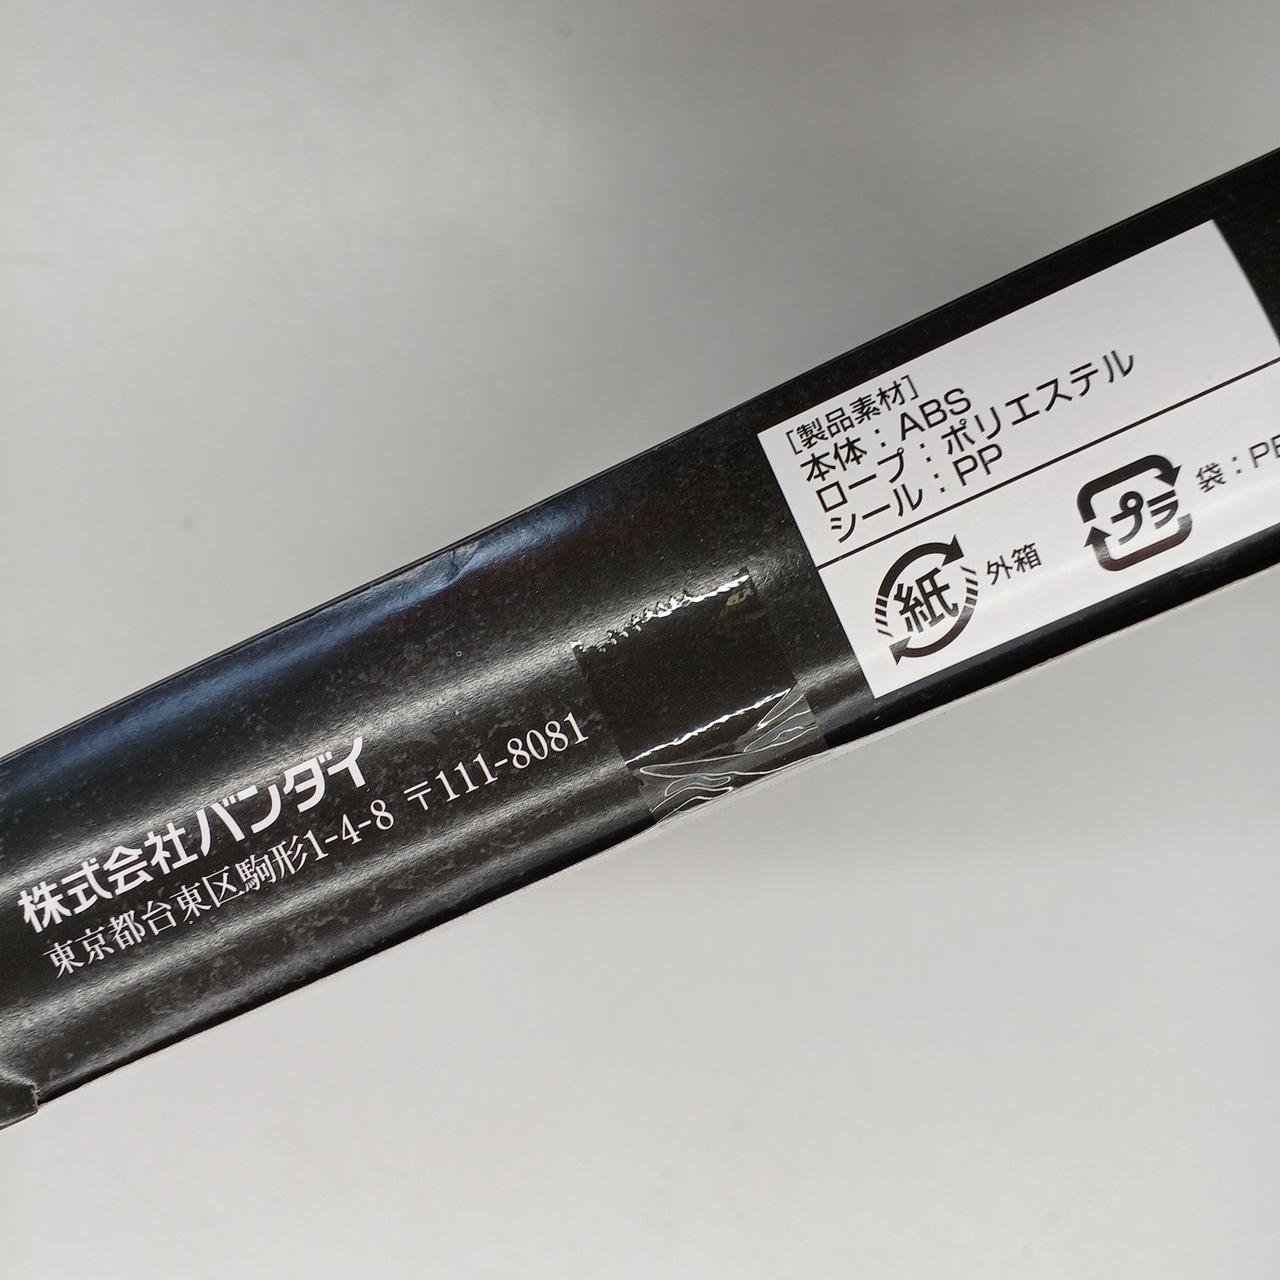 [製品素材]
本体：ABS
ロープ：ポリエステル
シール：PP
紙 外箱
プラ 袋：
株式会社バンダイ
東京都台東区駒形1-4-8 〒111-8081